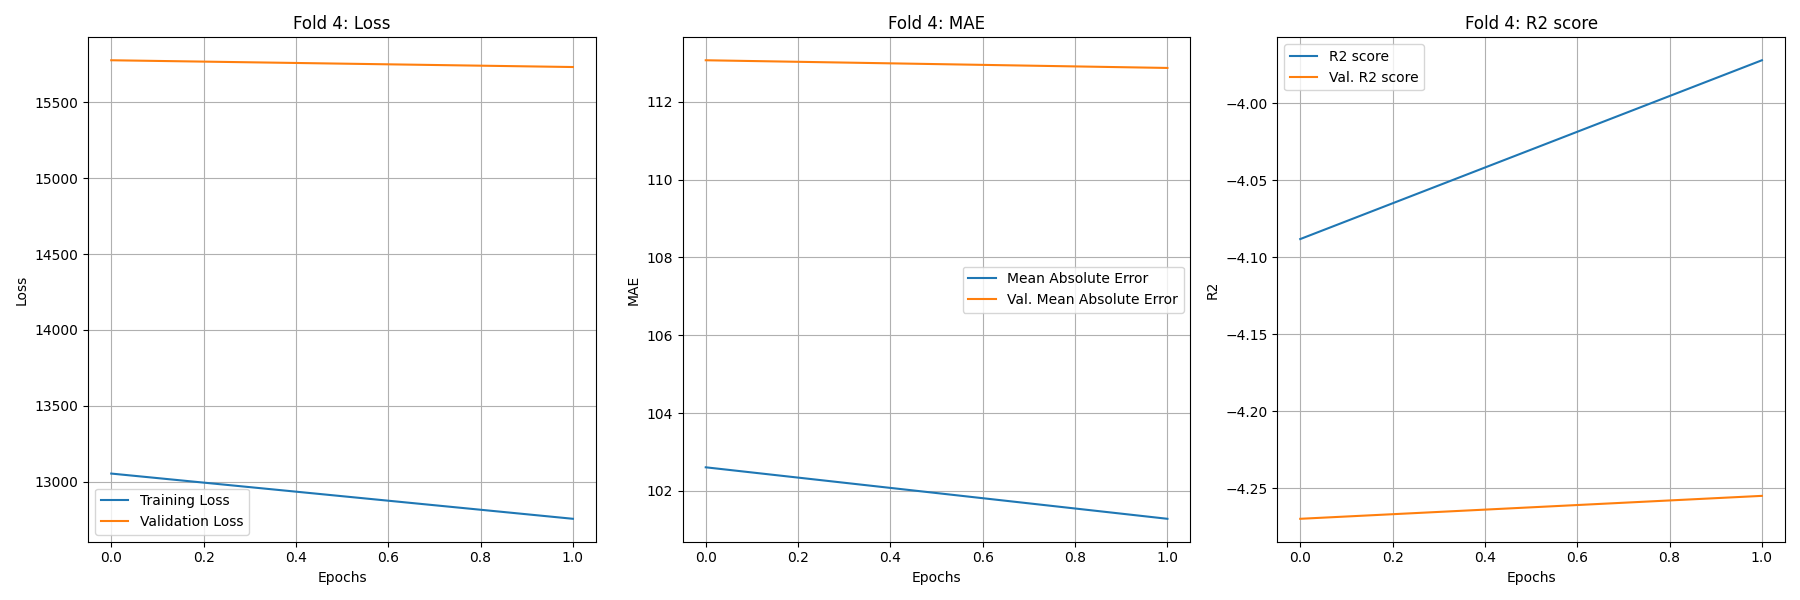 Fold 4: Loss
Loss
15500
15000
14500
14000
13500
13000
Training Loss
Validation Loss
0.0 0.2 0.4 0.6 0.8 1.0
Epochs
Fold 4: MAE
MAE
112
110
108
106
104
102
Mean Absolute Error
Val. Mean Absolute Error
0.0 0.2 0.4 0.6 0.8 1.0
Epochs
Fold 4: R2 score
R2
R2 score
Val. R2 score
−4.00
−4.05
−4.10
−4.15
−4.20
−4.25
0.0 0.2 0.4 0.6 0.8 1.0
Epochs